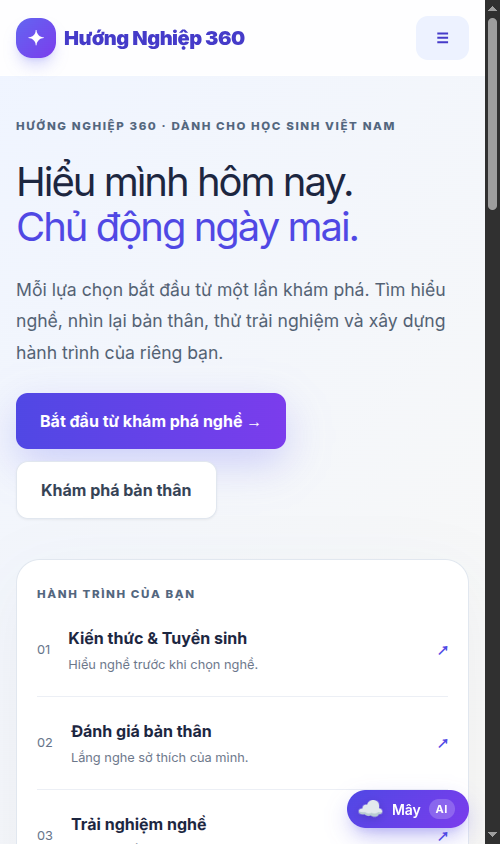 Hướng Nghiệp 360
HƯỚNG NGHIỆP 360 · DÀNH CHO HỌC SINH VIỆT NAM
Hiểu mình hôm nay.
Chủ động ngày mai.
Mỗi lựa chọn bắt đầu từ một lần khám phá. Tìm hiểu
nghề, nhìn lại bản thân, thử trải nghiệm và xây dựng
hành trình của riêng bạn.
Bắt đầu từ khám phá nghề →
Khám phá bản thân
HÀNH TRÌNH CỦA BẠN
01 Kiến thức & Tuyển sinh ↗
Hiểu nghề trước khi chọn nghề.
02 Đánh giá bản thân ↗
Lắng nghe sở thích của mình.
03 Trải nghiệm nghề ↗
Mây AI